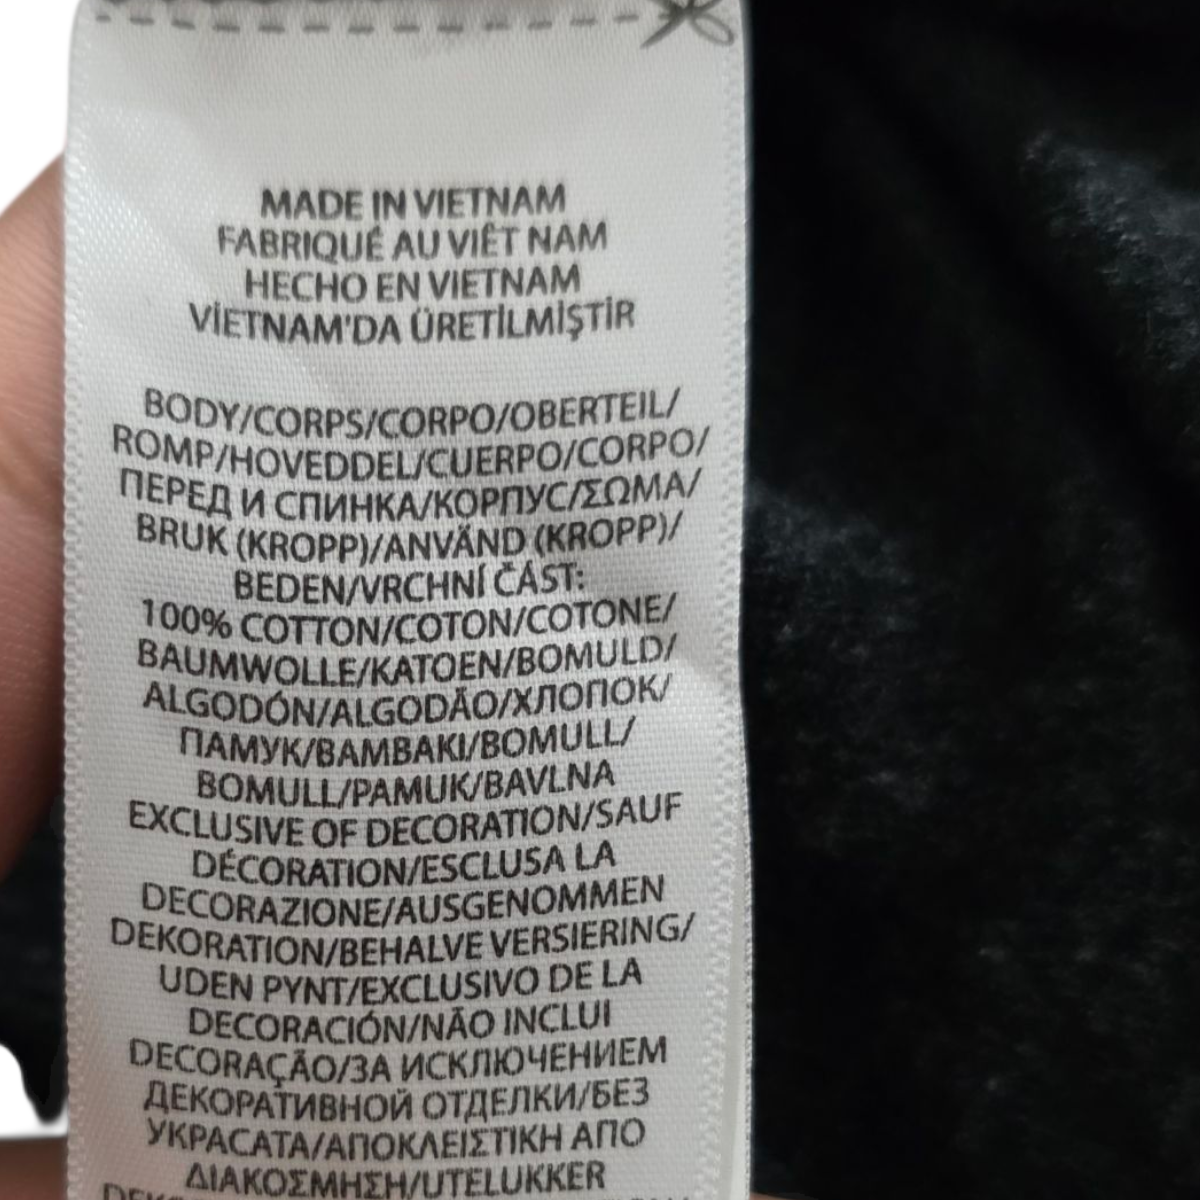 MADE IN VIETNAM
FABRIQUÉ AU VIÊT NAM
HECHO EN VIETNAM
VİETNAM'DA ÜRETİLMİŞTİR
BODY/CORPS/CORPO/OBERTEIL/
ROMP/HOVEDDEL/CUERPO/CORPO/
ПЕРЕД И СПИНКА/КОРПУС/ΣΩΜΑ/
BRUK (KROPP)/ANVÄND (KROPP)/
BEDEN/VRCHNÍ ČÁST:
100% COTTON/COTON/COTONE/
BAUMWOLLE/KATOEN/BOMULD/
ALGODÓN/ALGODÃO/ХЛОПОК/
ПАМУК/ΒΑΜΒΑΚΙ/BOMULL/
BOMULL/PAMUK/BAVLNA
EXCLUSIVE OF DECORATION/SAUF
DÉCORATION/ESCLUSA LA
DECORAZIONE/AUSGENOMMEN
DEKORATION/BEHALVE VERSIERING/
UDEN PYNT/EXCLUSIVO DE LA
DECORACIÓN/NÃO INCLUI
DECORAÇÃO/ЗА ИСКЛЮЧЕНИЕМ
ДЕКОРАТИВНОЙ ОТДЕЛКИ/БЕЗ
УКРАСАТА/ΑΠΟΚΛΕΙΣΤΙΚΗ ΑΠΟ
ΔΙΑΚΟΣΜΗΣΗ/UTELUKKER